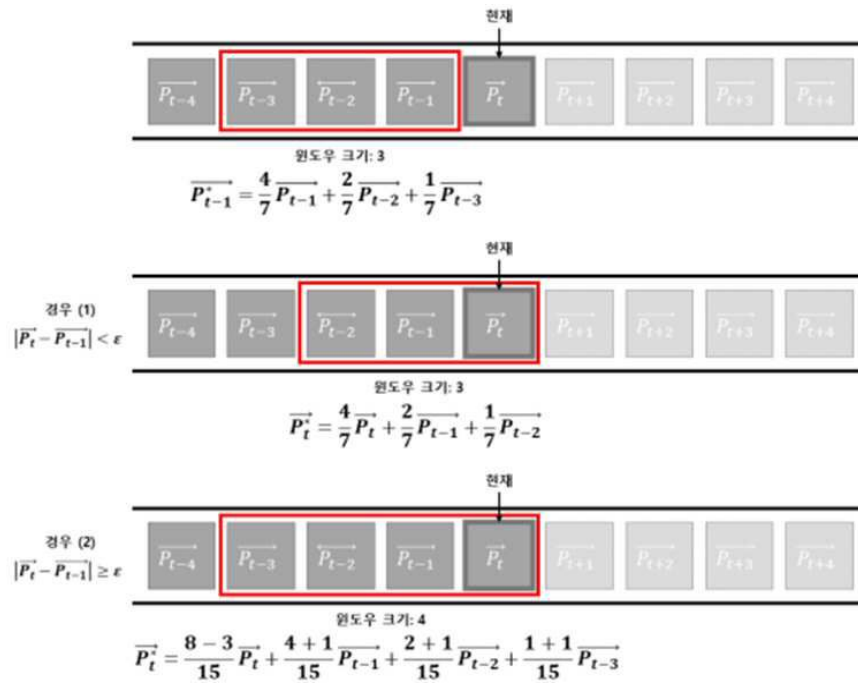 현재
P_{t-4} P_{t-3} P_{t-2} P_{t-1} P_t P_{t+1} P_{t+2} P_{t+3} P_{t+4}
윈도우 크기: 3
P*_{t-1} = 4/7 P_{t-1} + 2/7 P_{t-2} + 1/7 P_{t-3}
현재
경우 (1)
|P_t - P_{t-1}| < ε
P_{t-4} P_{t-3} P_{t-2} P_{t-1} P_t P_{t+1} P_{t+2} P_{t+3} P_{t+4}
윈도우 크기: 3
P*_t = 4/7 P_t + 2/7 P_{t-1} + 1/7 P_{t-2}
현재
경우 (2)
|P_t - P_{t-1}| ≥ ε
P_{t-4} P_{t-3} P_{t-2} P_{t-1} P_t P_{t+1} P_{t+2} P_{t+3} P_{t+4}
윈도우 크기: 4
P*_t = (8-3)/15 P_t + (4+1)/15 P_{t-1} + (2+1)/15 P_{t-2} + (1+1)/15 P_{t-3}